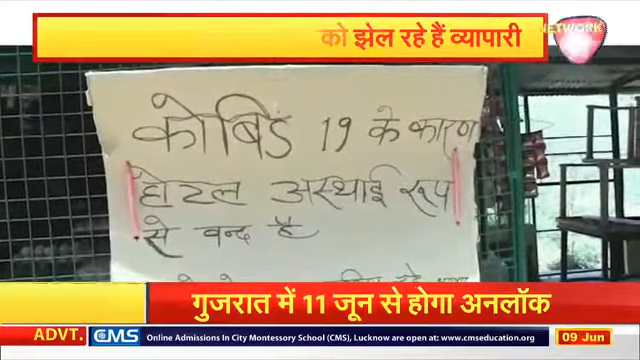 को झेल रहे हैं व्यापारी
NETWORK
कोबिड 19 के कारण
होटल अस्थाई रूप
से बन्द है
गुजरात में 11 जून से होगा अनलॉक
ADVT.
CMS
Online Admissions In City Montessory School (CMS), Lucknow are open at: www.cmseducation.org
09 Jun